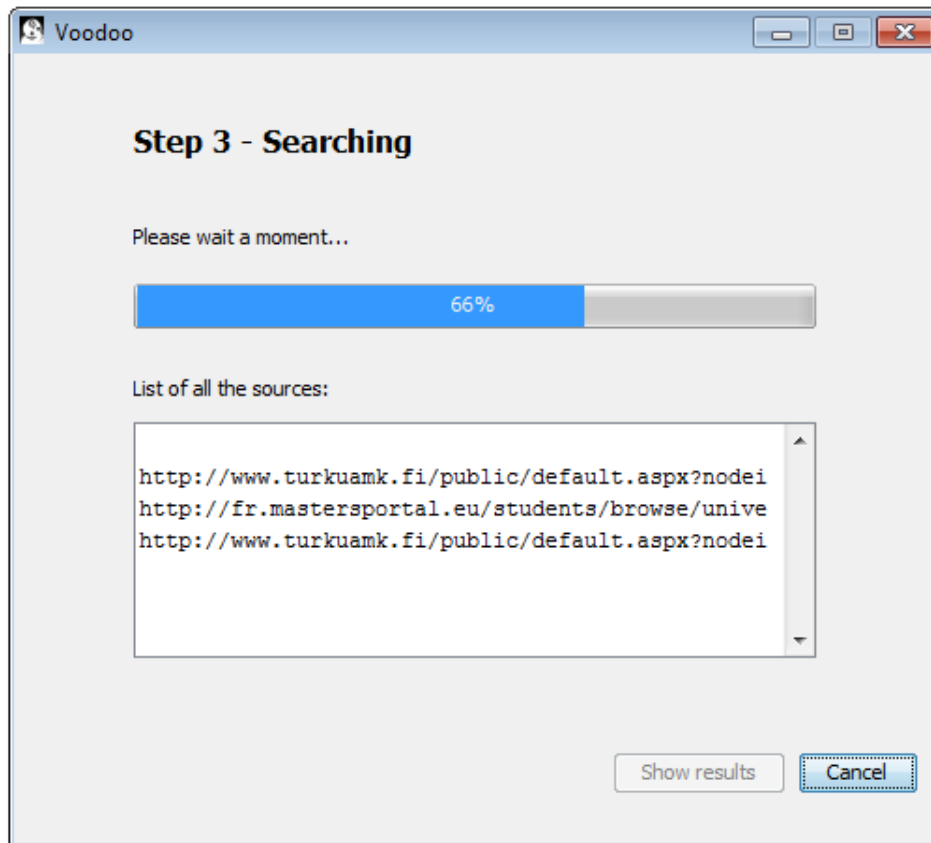 Voodoo
Step 3 - Searching
Please wait a moment...
66%
List of all the sources:
http://www.turkuamk.fi/public/default.aspx?nodei
http://fr.mastersportal.eu/students/browse/unive
http://www.turkuamk.fi/public/default.aspx?nodei
Show results Cancel